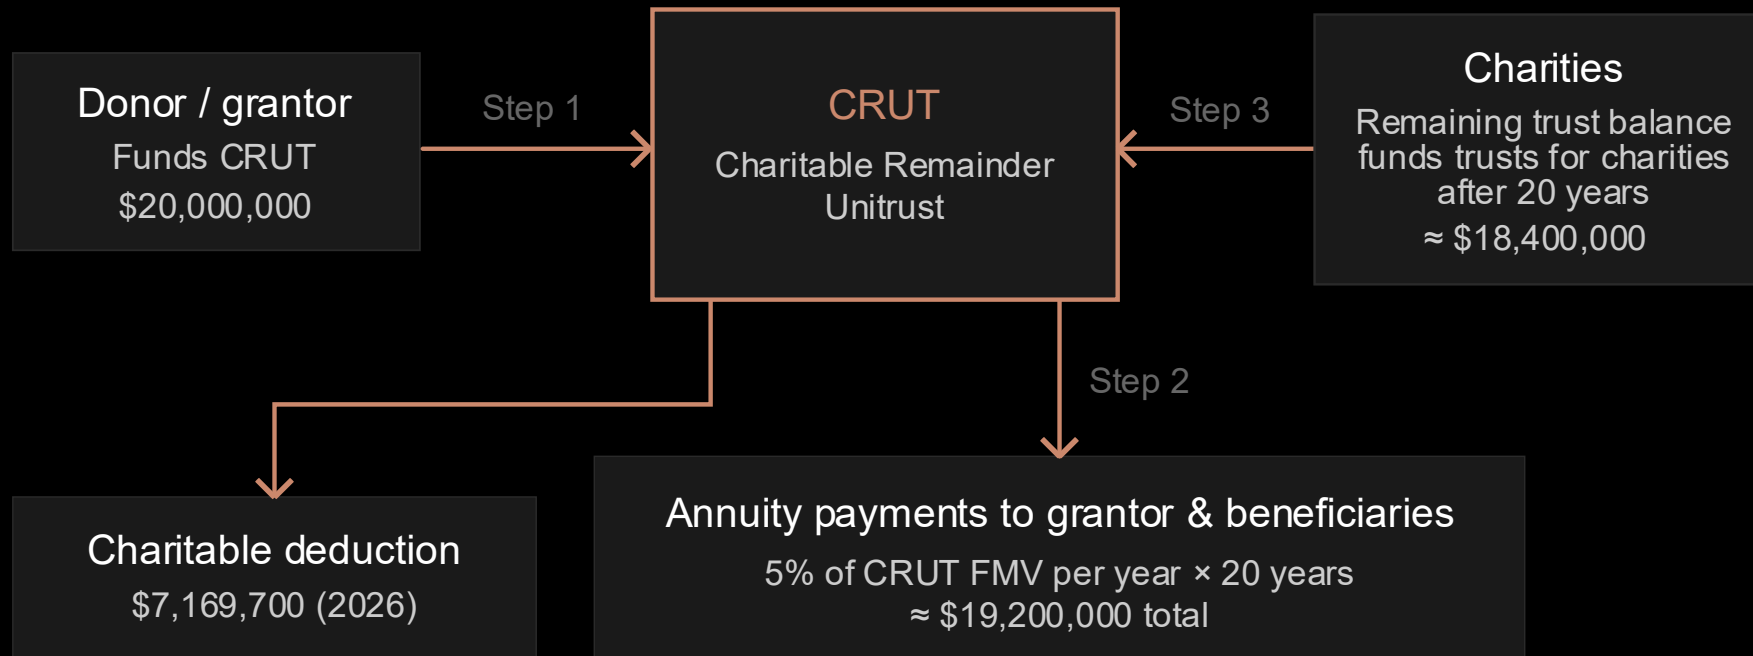 Donor / grantor
Funds CRUT
$20,000,000
Step 1
CRUT
Charitable Remainder
Unitrust
Step 3
Charities
Remaining trust balance
funds trusts for charities
after 20 years
≈ $18,400,000
Step 2
Charitable deduction
$7,169,700 (2026)
Annuity payments to grantor & beneficiaries
5% of CRUT FMV per year × 20 years
≈ $19,200,000 total